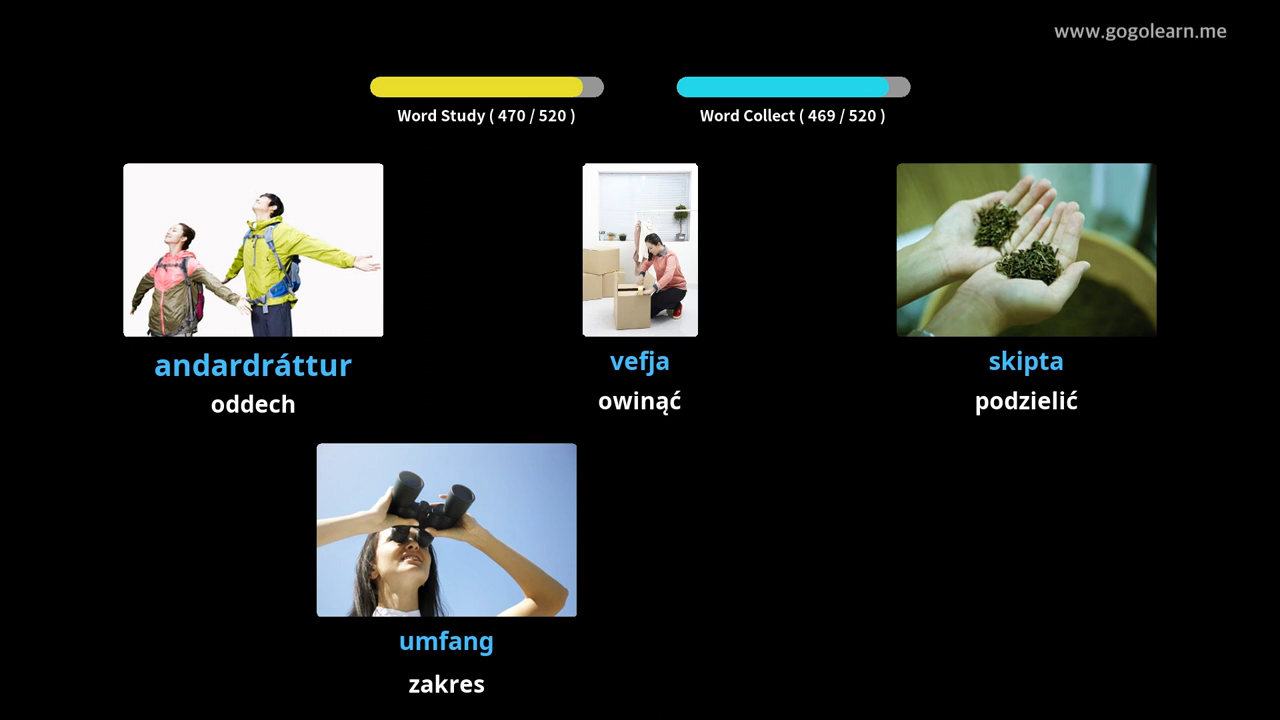 www.gogolearn.me
Word Study ( 470 / 520 )
Word Collect ( 469 / 520 )
andardráttur
oddech
vefja
owinąć
skipta
podzielić
umfang
zakres